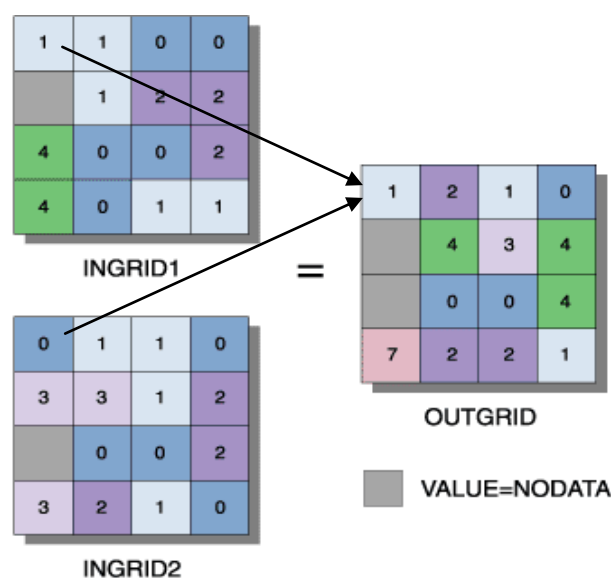 1 1 0 0
1 2 2
4 0 0 2
4 0 1 1
INGRID1
0 1 1 0
3 3 1 2
0 0 2
3 2 1 0
INGRID2
=
1 2 1 0
4 3 4
0 0 4
7 2 2 1
OUTGRID
VALUE=NODATA